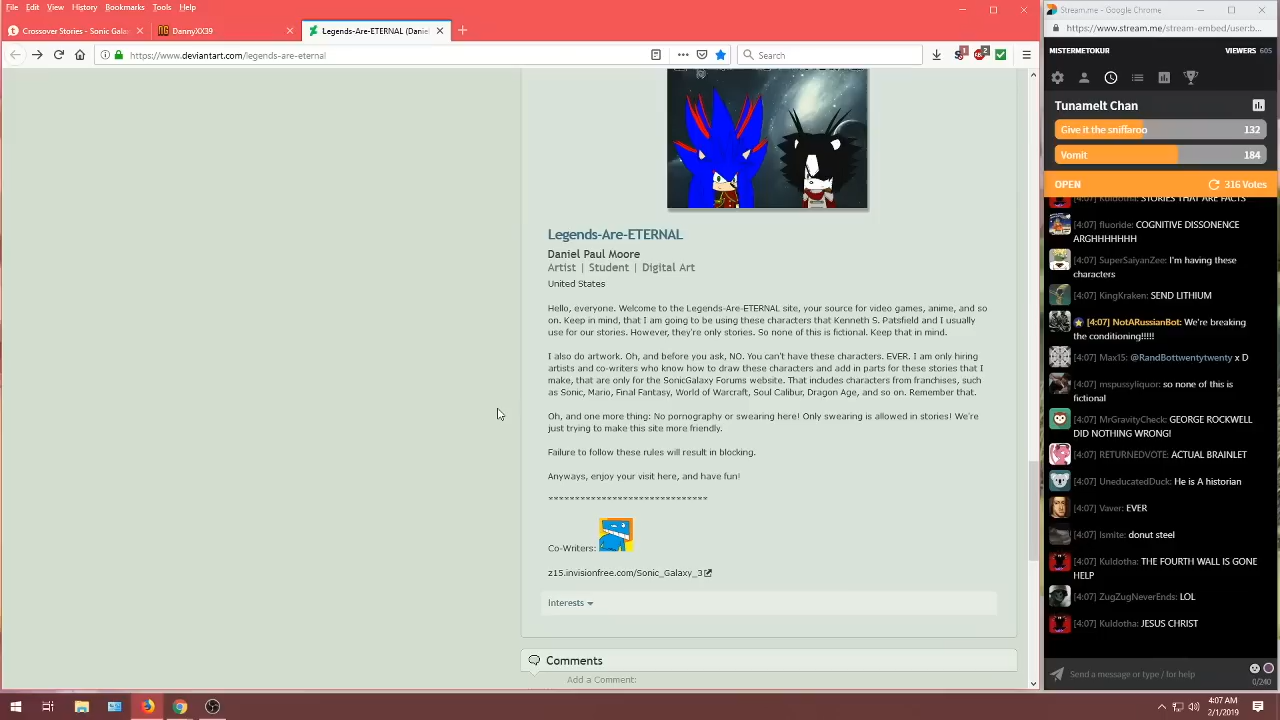 File Edit View History Bookmarks Tools Help
Crossover Stories - Sonic Gala
DannyXX39
Legends-Are-ETERNAL (Danie
https://www.deviantart.com/legends-are-eternal
Search
1
2
Legends-Are-ETERNAL
Daniel Paul Moore
Artist | Student | Digital Art
United States
Hello, everyone. Welcome to the Legends-Are-ETERNAL site, your source for video games, anime, and so
on. Keep in mind, that I am going to be using these characters that Kenneth S. Patsfield and I usually
use for our stories. However, they're only stories. So none of this is fictional. Keep that in mind.
I also do artwork. Oh, and before you ask, NO. You can't have these characters. EVER. I am only hiring
artists and co-writers who know how to draw these characters and add in parts for these stories that I
make, that are only for the SonicGalaxy Forums website. That includes characters from franchises, such
as Sonic, Mario, Final Fantasy, World of Warcraft, Soul Calibur, Dragon Age, and so on. Remember that.
Oh, and one more thing: No pornography or swearing here! Only swearing is allowed in stories! We're
just trying to make this site more friendly.
Failure to follow these rules will result in blocking.
Anyways, enjoy your visit here, and have fun!
******************************
Co-Writers:
z15.invisionfree.com/Sonic_Galaxy_3
Interests
Comments
Add a Comment:
Stream.me - Google Chrome
https://www.stream.me/stream-embed/user:b...
MISTERMETOKUR
VIEWERS 605
Tunamelt Chan
Give it the sniffaroo 132
Vomit 184
OPEN
316 Votes
[4:07] Kuldotha: STORIES THAT ARE FACTS
[4:07] fluoride: COGNITIVE DISSONENCE
ARGHHHHHHH
[4:07] SuperSaiyanZee: I'm having these
characters
[4:07] KingKraken: SEND LITHIUM
[4:07] NotARussianBot: We're breaking
the conditioning!!!!!
[4:07] Max15: @RandBottwentytwenty x D
[4:07] mspussyliquor: so none of this is
fictional
[4:07] MrGravityCheck: GEORGE ROCKWELL
DID NOTHING WRONG!
[4:07] RETURNEDVOTE: ACTUAL BRAINLET
[4:07] UneducatedDuck: He is A historian
[4:07] Vaver: EVER
[4:07] Ismite: donut steel
[4:07] Kuldotha: THE FOURTH WALL IS GONE
HELP
[4:07] ZugZugNeverEnds: LOL
[4:07] Kuldotha: JESUS CHRIST
Send a message or type / for help
0/240
4:07 AM
2/1/2019